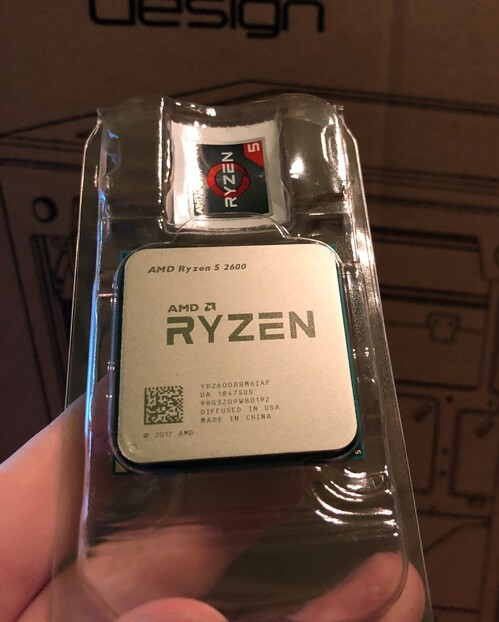 design
RYZEN
5
AMD Ryzen 5 2600
AMD
RYZEN
YD2600BBM6IAF
UA 1847SUS
9BG3209W80192
DIFFUSED IN USA
MADE IN CHINA
© 2017 AMD